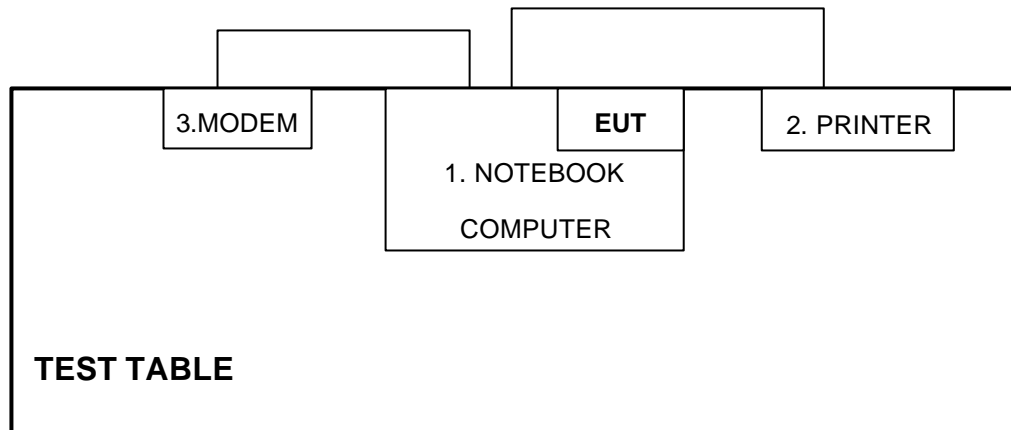 3.MODEM
EUT
2. PRINTER
1. NOTEBOOK
COMPUTER
TEST TABLE